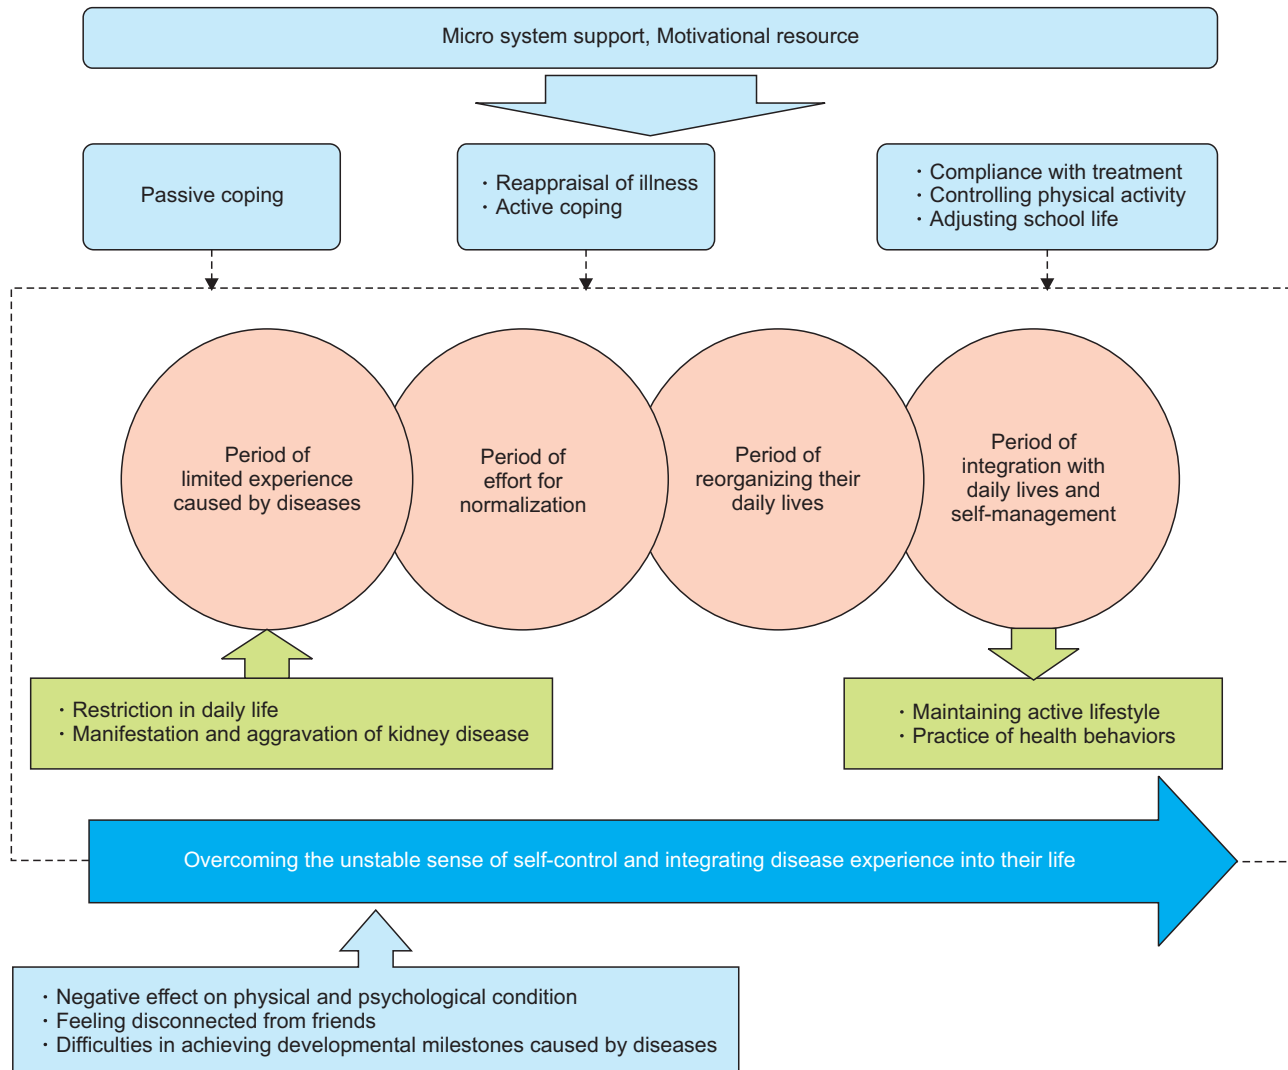 Micro system support, Motivational resource
Passive coping
· Reappraisal of illness
· Active coping
· Compliance with treatment
· Controlling physical activity
· Adjusting school life
Period of
limited experience
caused by diseases
Period of
effort for
normalization
Period of
reorganizing their
daily lives
Period of
integration with
daily lives and
self-management
· Restriction in daily life
· Manifestation and aggravation of kidney disease
· Maintaining active lifestyle
· Practice of health behaviors
Overcoming the unstable sense of self-control and integrating disease experience into their life
· Negative effect on physical and psychological condition
· Feeling disconnected from friends
· Difficulties in achieving developmental milestones caused by diseases